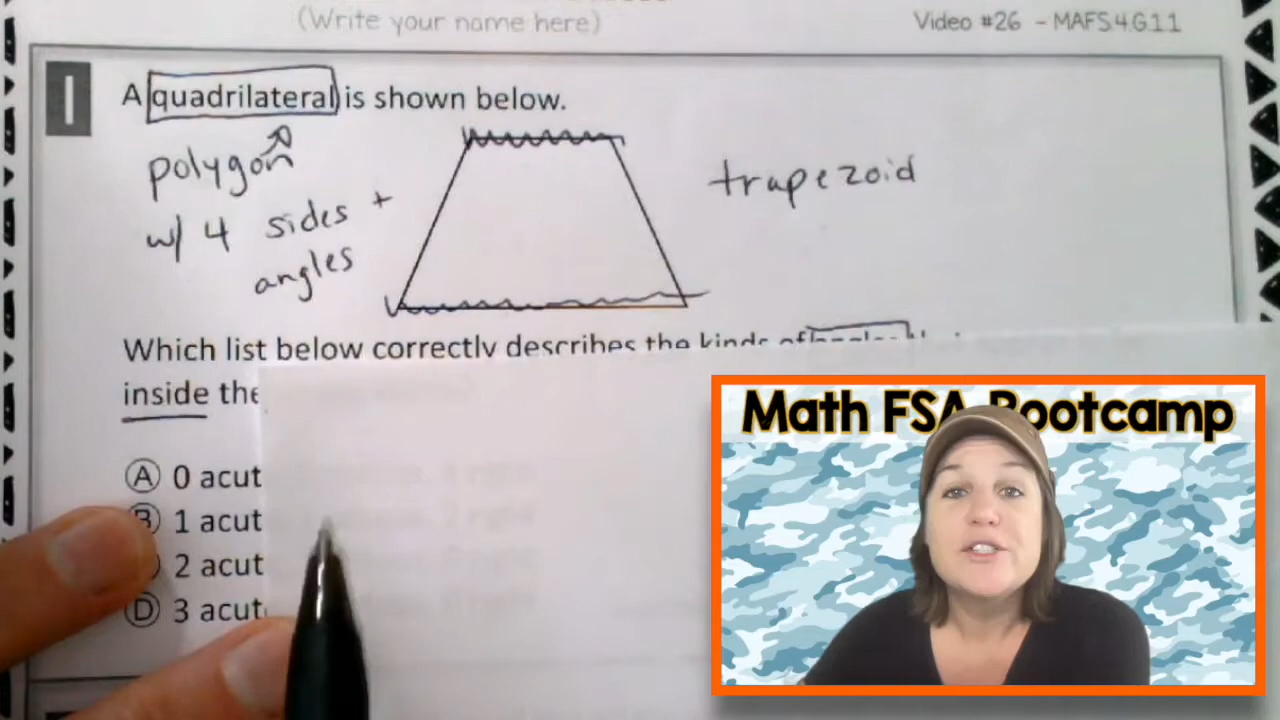 (Write your name here)
Video #26 - MAFS.4.G.1.1
1
A quadrilateral is shown below.
polygon
w/ 4 sides +
angles
trapezoid
Which list below correctly describes the kinds of angles
inside the
A 0 acut
B 1 acut
2 acut
D 3 acute
Math FSA Bootcamp